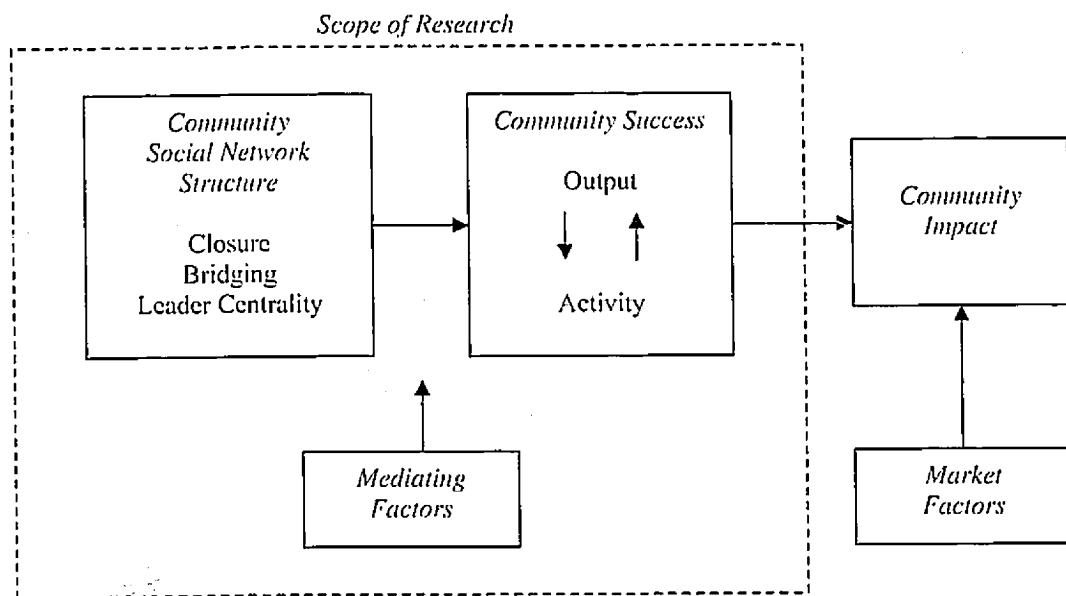 Scope of Research
Community
Social Network
Structure
Closure
Bridging
Leader Centrality
Community Success
Output
Activity
Community
Impact
Mediating
Factors
Market
Factors